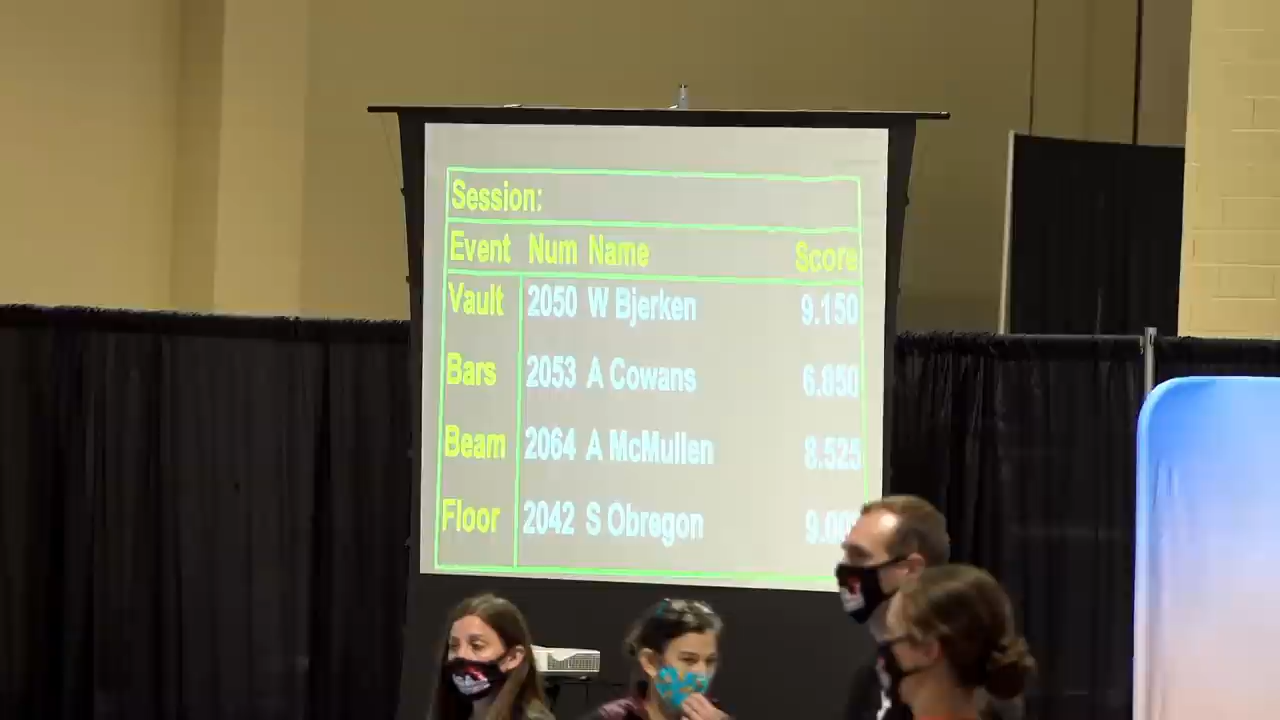 Session:
Event Num Name Score
Vault 2050 W Bjerken 9.150
Bars 2053 A Cowans 6.850
Beam 2064 A McMullen 8.525
Floor 2042 S Obregon